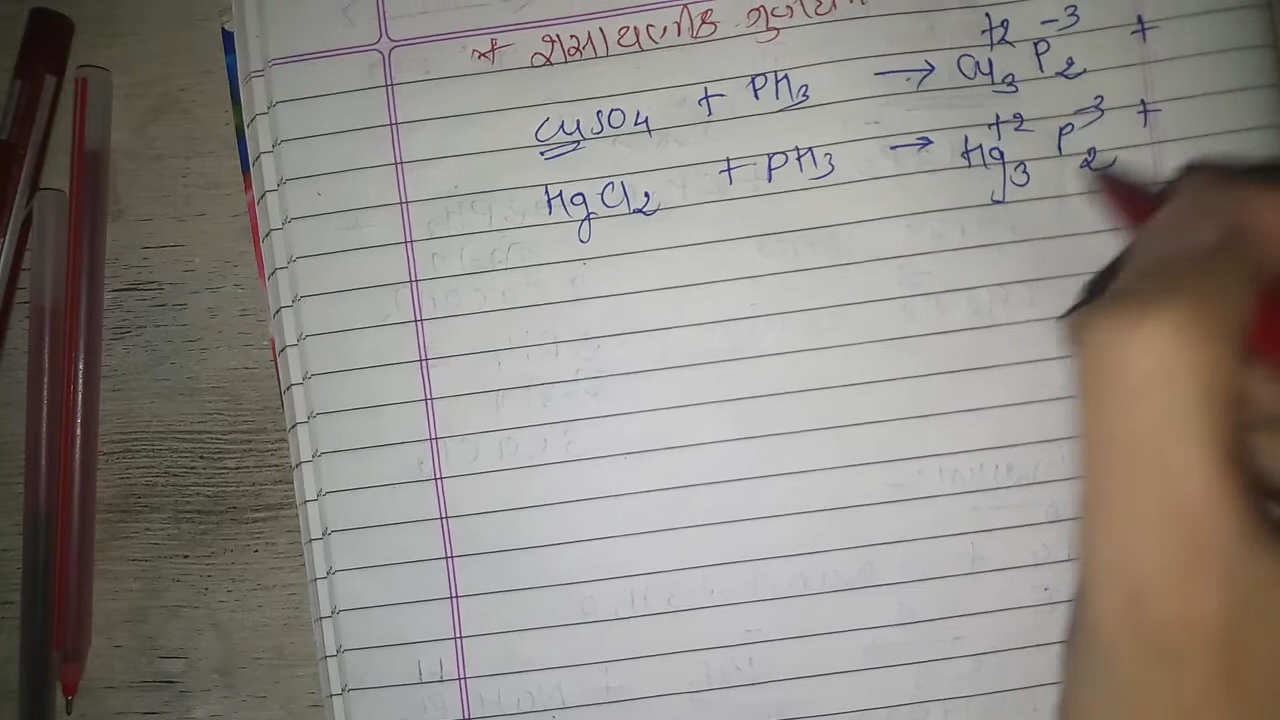 * રાસાયણિક ગુણધ
CuSO4 + PH3 → Cu3 P2 +
+2 -3
HgCl2 + PH3 → Hg3 P2 +
+2 -3